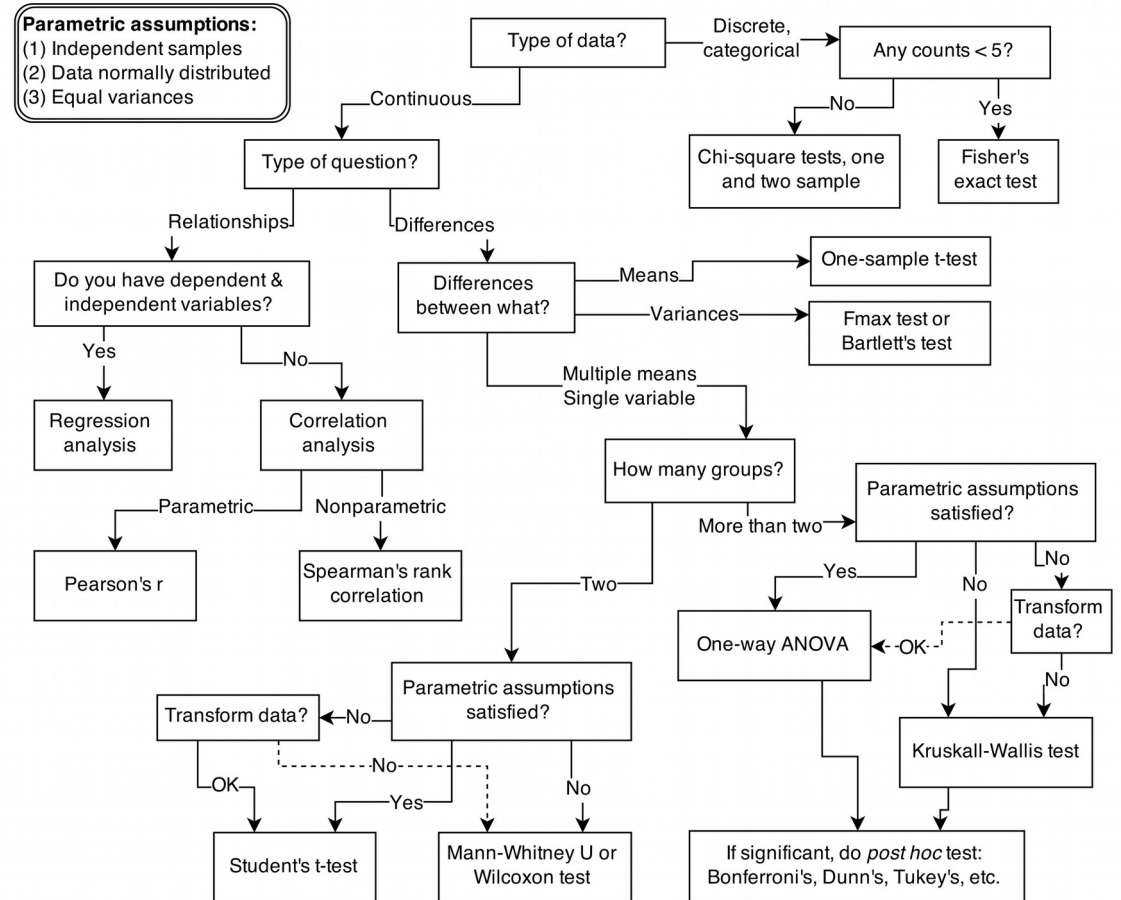 Parametric assumptions:
(1) Independent samples
(2) Data normally distributed
(3) Equal variances
Type of data?
Discrete,
categorical
Any counts < 5?
Continuous
No
Yes
Type of question?
Chi-square tests, one
and two sample
Fisher's
exact test
Relationships
Differences
Do you have dependent &
independent variables?
Differences
between what?
Means
One-sample t-test
Variances
Fmax test or
Bartlett's test
Yes
No
Multiple means
Single variable
Regression
analysis
Correlation
analysis
How many groups?
Parametric assumptions
satisfied?
More than two
Parametric
Nonparametric
Pearson's r
Spearman's rank
correlation
Two
Yes
No
No
Transform
data?
One-way ANOVA
OK
No
Parametric assumptions
satisfied?
Transform data?
No
Kruskall-Wallis test
No
OK
Yes
No
Student's t-test
Mann-Whitney U or
Wilcoxon test
If significant, do post hoc test:
Bonferroni's, Dunn's, Tukey's, etc.